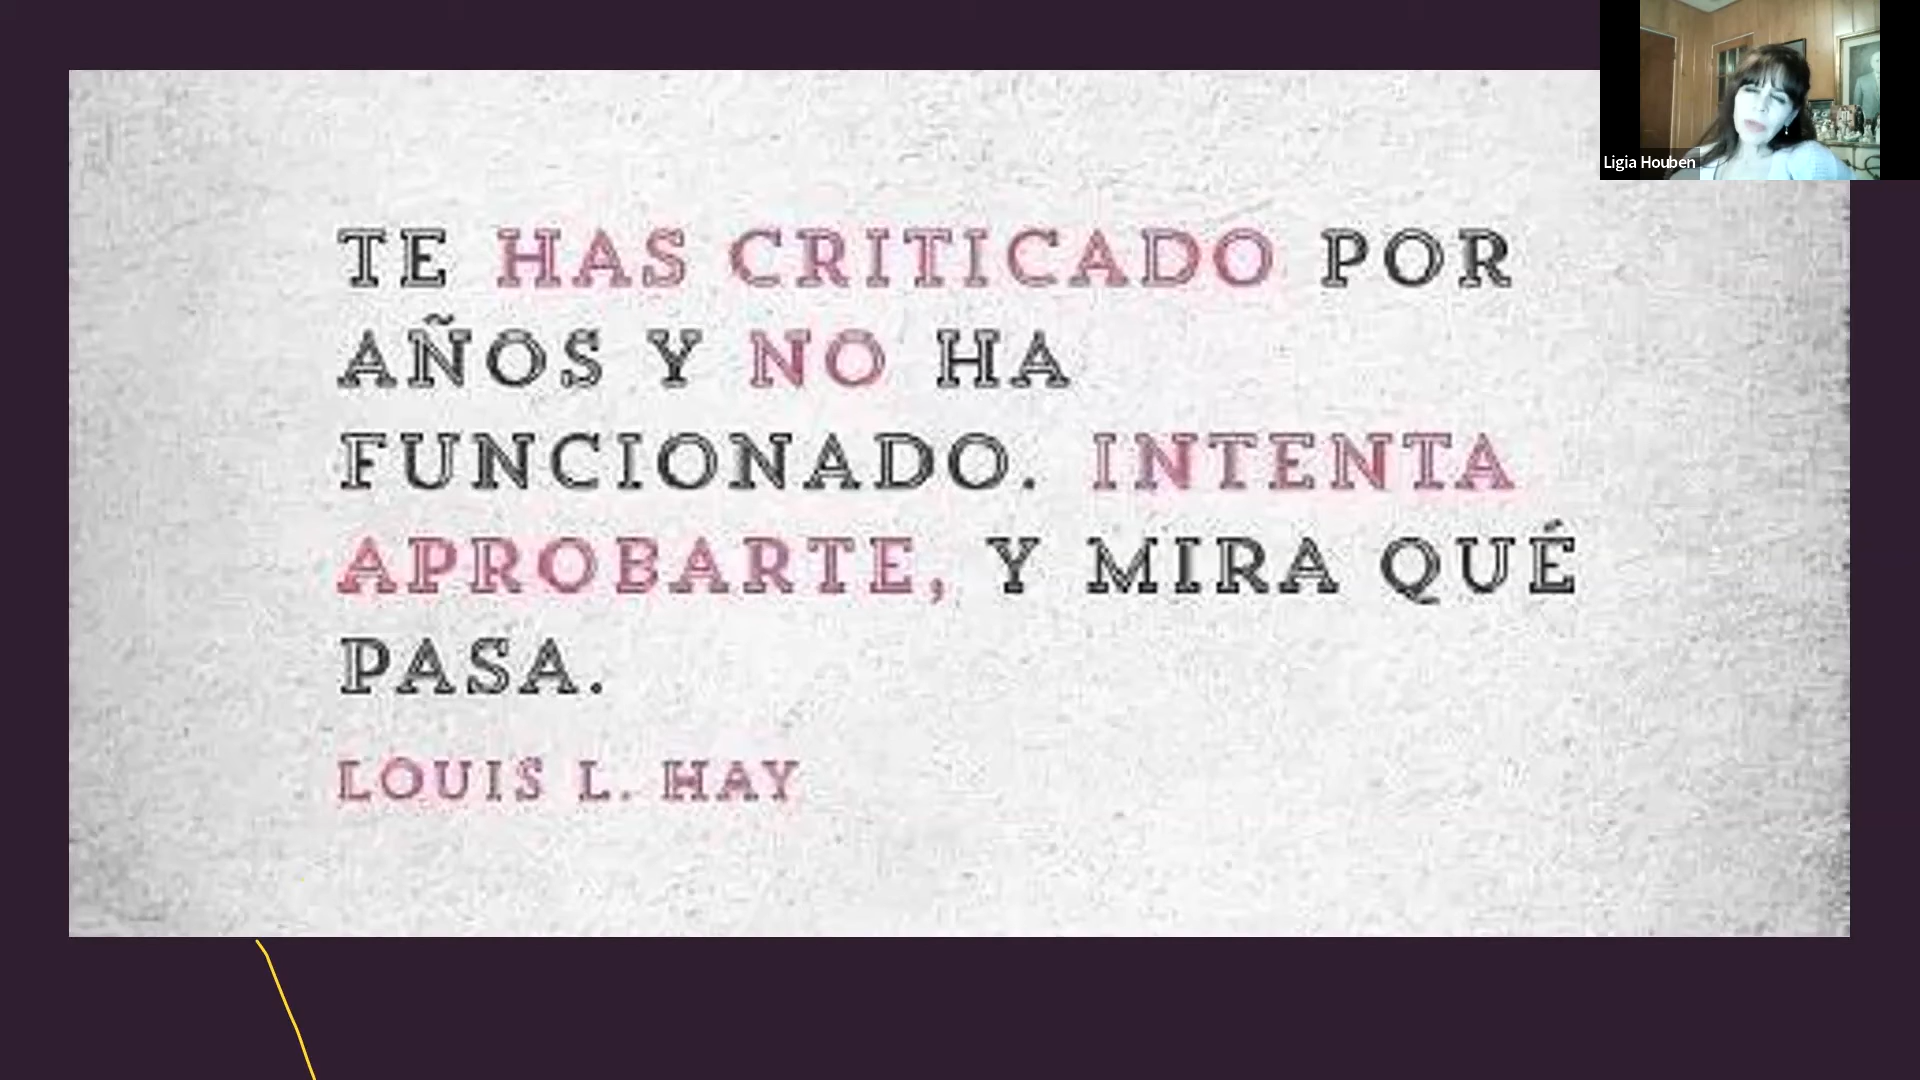 Ligia Houben
TE HAS CRITICADO POR
AÑOS Y NO HA
FUNCIONADO. INTENTA
APROBARTE, Y MIRA QUÉ
PASA.
LOUIS L. HAY